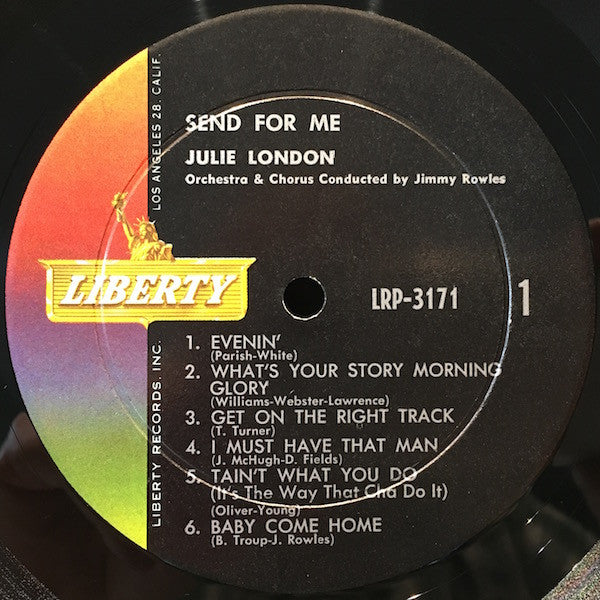 LOS ANGELES 28, CALIF.
LIBERTY RECORDS, INC.
LIBERTY
SEND FOR ME
JULIE LONDON
Orchestra & Chorus Conducted by Jimmy Rowles
LRP-3171 1
1. EVENIN'
(Parish-White)
2. WHAT'S YOUR STORY MORNING
GLORY
(Williams-Webster-Lawrence)
3. GET ON THE RIGHT TRACK
(T. Turner)
4. I MUST HAVE THAT MAN
(J. McHugh-D. Fields)
5. TAIN'T WHAT YOU DO
(It's The Way That Cha Do It)
(Oliver-Young)
6. BABY COME HOME
(B. Troup-J. Rowles)